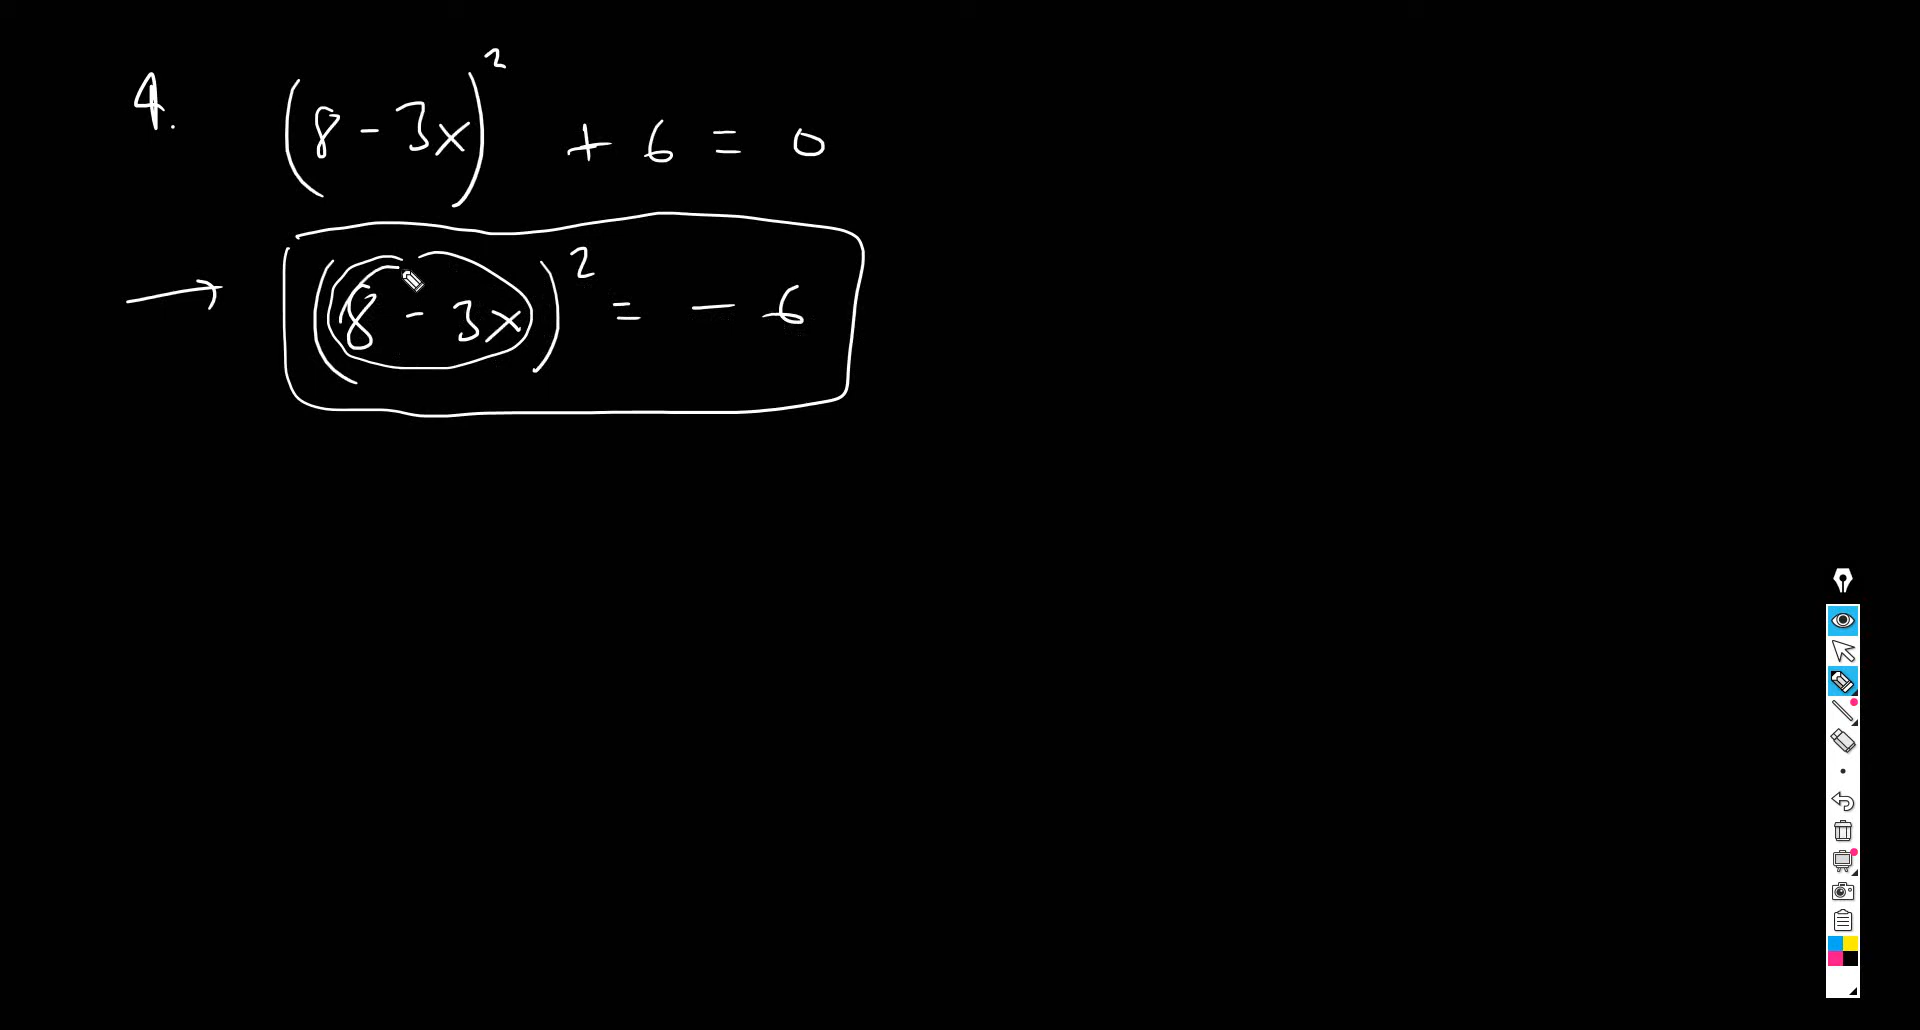 4. (8 - 3x)² + 6 = 0
→ (8 - 3x)² = - 6